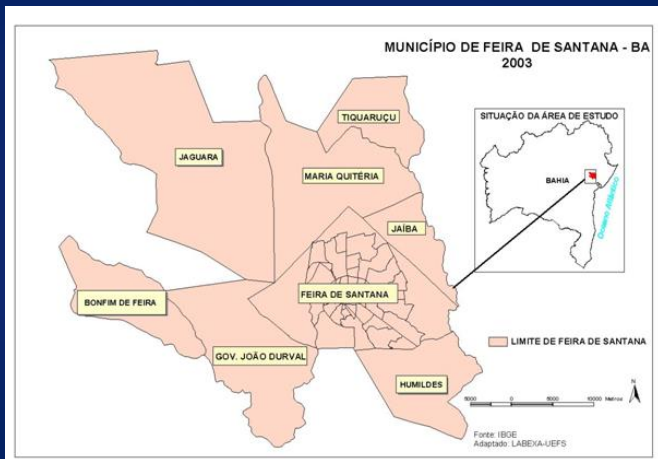 MUNICÍPIO DE FEIRA DE SANTANA - BA
2003
TIQUARUÇU
SITUAÇÃO DA ÁREA DE ESTUDO
JAGUARA
MARIA QUITÉRIA
BAHIA
Oceano Atlântico
JAÍBA
FEIRA DE SANTANA
BONFIM DE FEIRA
LIMITE DE FEIRA DE SANTANA
GOV. JOÃO DURVAL
HUMILDES
N
5000 0 5000 10000 Metros
Fonte: IBGE
Adaptado: LABEXA-UEFS